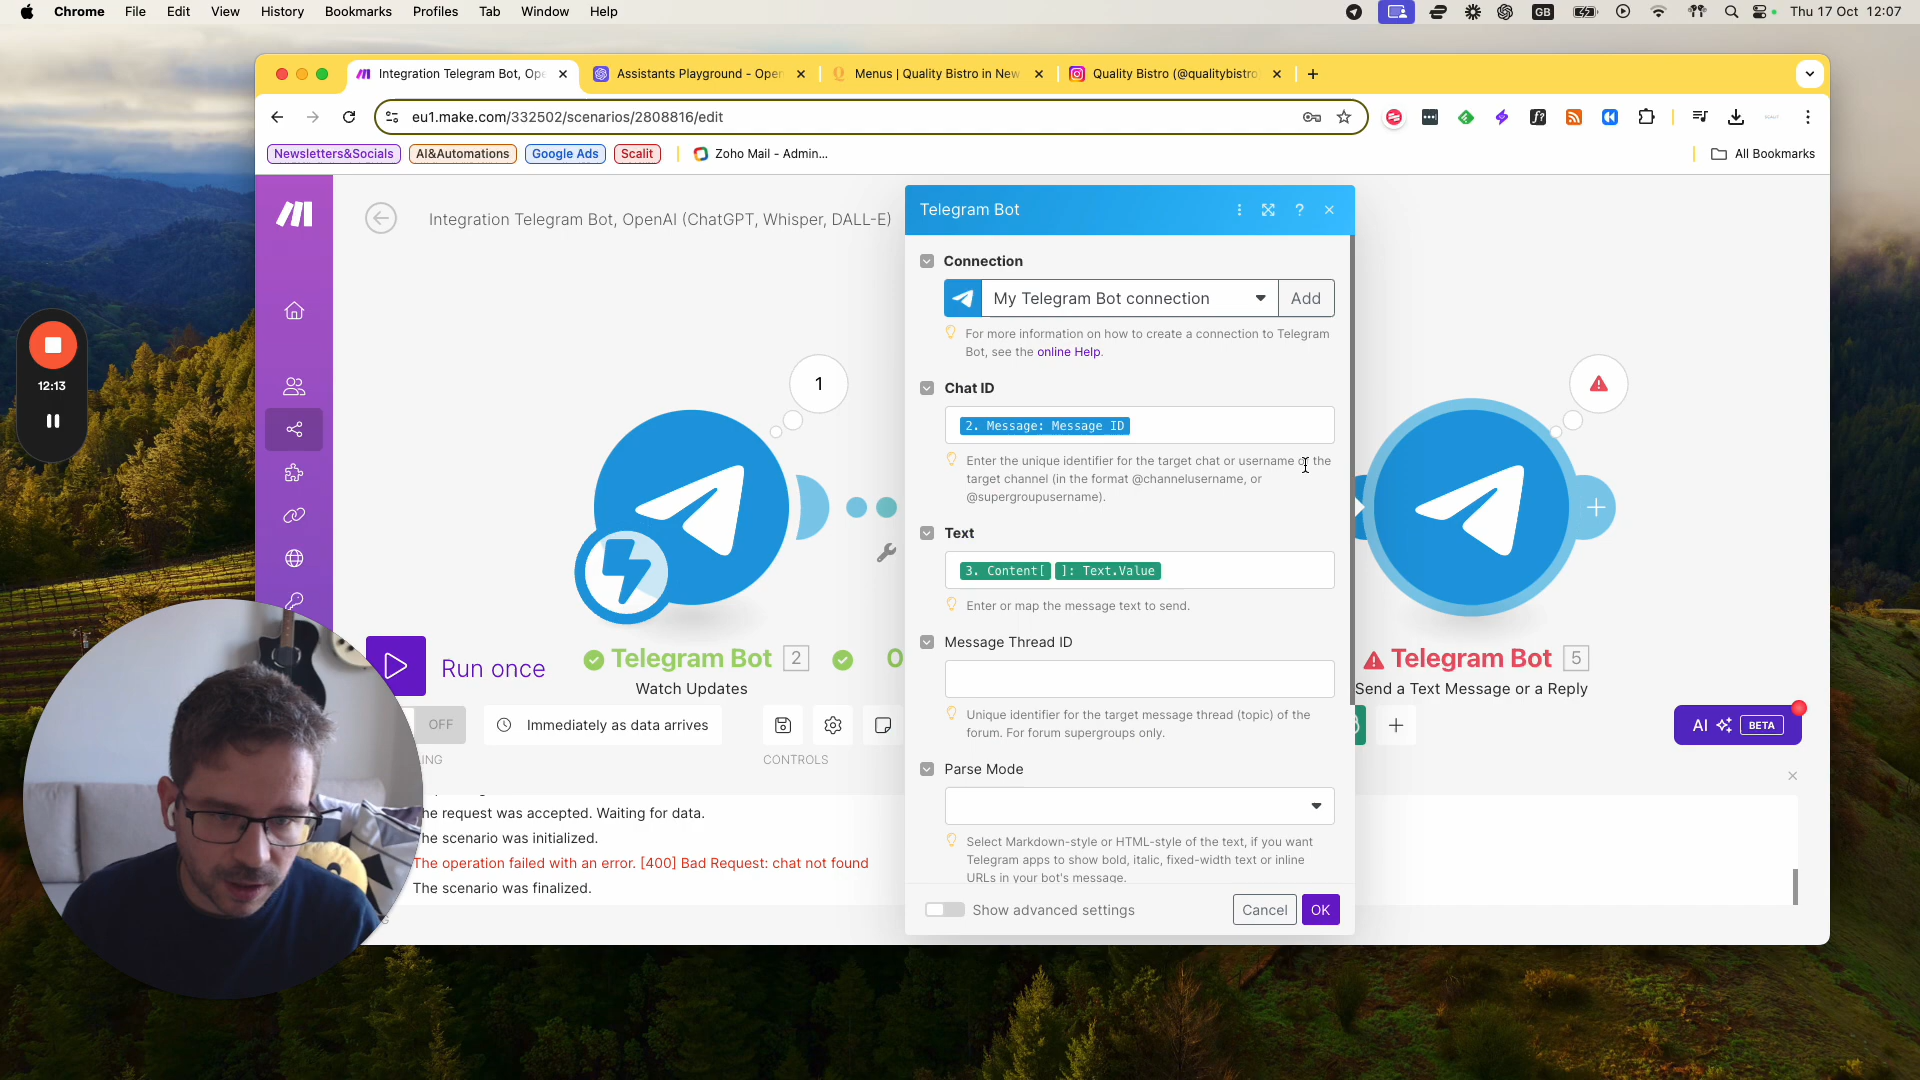 Chrome File Edit View History Bookmarks Profiles Tab Window Help
GB Thu 17 Oct 12:07
Integration Telegram Bot, Ope
Assistants Playground - Open
Menus | Quality Bistro in New
Quality Bistro (@qualitybistro
eu1.make.com/332502/scenarios/2808816/edit
Newsletters&Socials AI&Automations Google Ads Scalit Zoho Mail - Admin... All Bookmarks
Integration Telegram Bot, OpenAI (ChatGPT, Whisper, DALL-E)
Telegram Bot
?
Connection
My Telegram Bot connection
Add
For more information on how to create a connection to Telegram
Bot, see the online Help.
Chat ID
2. Message: Message ID
Enter the unique identifier for the target chat or username of the
target channel (in the format @channelusername, or
@supergroupusername).
Text
3. Content[ ]: Text.Value
Enter or map the message text to send.
Message Thread ID
Unique identifier for the target message thread (topic) of the
forum. For forum supergroups only.
Parse Mode
Select Markdown-style or HTML-style of the text, if you want
Telegram apps to show bold, italic, fixed-width text or inline
URLs in your bot's message.
Show advanced settings
Cancel
OK
12:13
1
Run once
Telegram Bot 2
Watch Updates
Telegram Bot 5
Send a Text Message or a Reply
OFF
Immediately as data arrives
CONTROLS
AI BETA
he request was accepted. Waiting for data.
he scenario was initialized.
The operation failed with an error. [400] Bad Request: chat not found
The scenario was finalized.